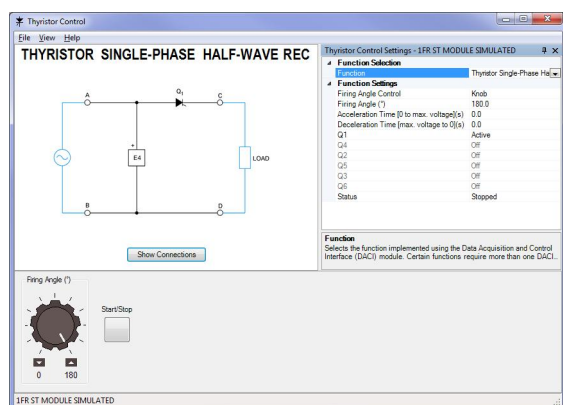 Thyristor Control
File View Help
THYRISTOR SINGLE-PHASE HALF-WAVE REC
A
Q1
C
+
E4
LOAD
B
D
Show Connections
Thyristor Control Settings - 1FR ST MODULE SIMULATED
Function Selection
Function Thyristor Single-Phase Ha
Function Settings
Firing Angle Control Knob
Firing Angle (°) 180.0
Acceleration Time [0 to max. voltage](s) 0.0
Deceleration Time [max. voltage to 0](s) 0.0
Q1 Active
Q4 Off
Q2 Off
Q5 Off
Q3 Off
Q6 Off
Status Stopped
Function
Selects the function implemented using the Data Acquisition and Control
Interface (DACI) module. Certain functions require more than one DACI...
Firing Angle (°)
Start/Stop
0 180
1FR ST MODULE SIMULATED